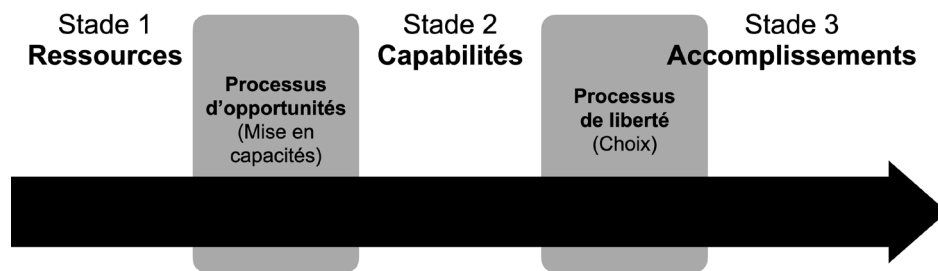 Stade 1
Ressources
Processus
d'opportunités
(Mise en
capacités)
Stade 2
Capabilités
Processus
de liberté
(Choix)
Stade 3
Accomplissements